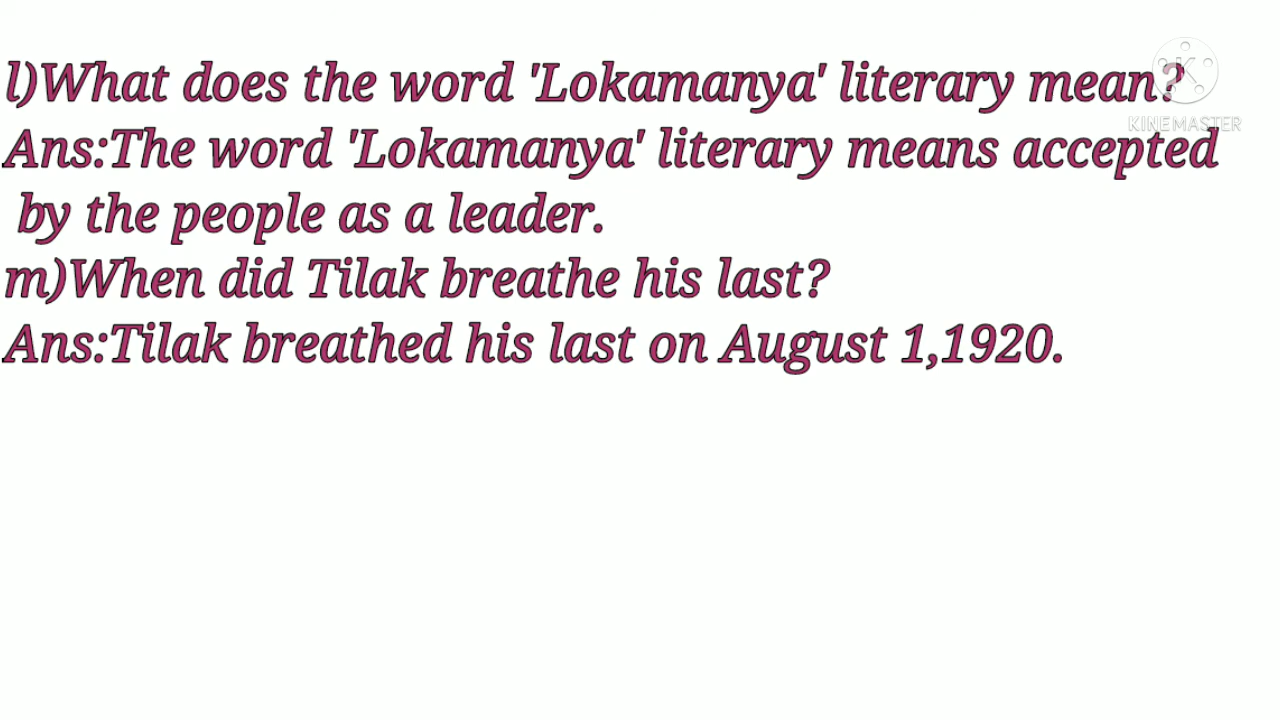 l)What does the word 'Lokamanya' literary mean?
KINEMASTER
Ans:The word 'Lokamanya' literary means accepted
by the people as a leader.
m)When did Tilak breathe his last?
Ans:Tilak breathed his last on August 1,1920.